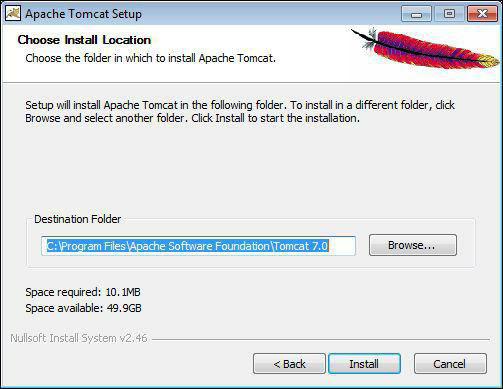 Apache Tomcat Setup
Choose Install Location
Choose the folder in which to install Apache Tomcat.
Setup will install Apache Tomcat in the following folder. To install in a different folder, click
Browse and select another folder. Click Install to start the installation.
Destination Folder
C:\Program Files\Apache Software Foundation\Tomcat 7.0
Browse...
Space required: 10.1MB
Space available: 49.9GB
Nullsoft Install System v2.46
< Back
Install
Cancel